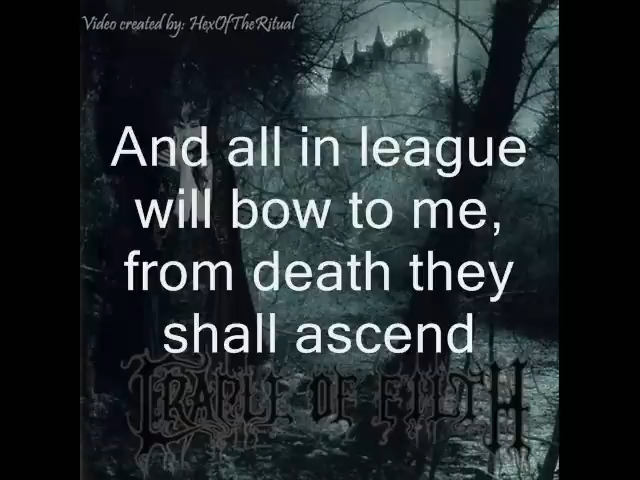 Video created by: HexOfTheRitual
And all in league
will bow to me,
from death they
shall ascend
CRADLE OF FILTH